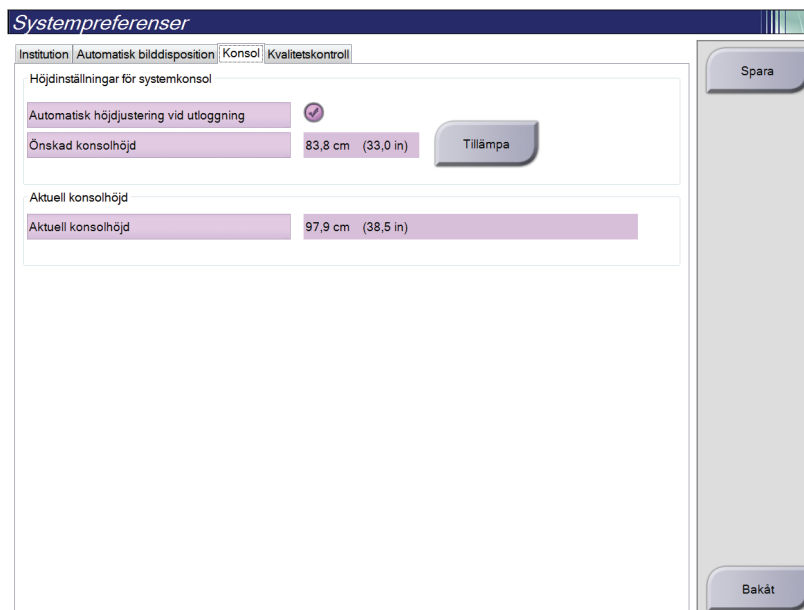 Systempreferenser
Institution Automatisk bilddisposition Konsol Kvalitetskontroll
Höjdinställningar för systemkonsol
Automatisk höjdjustering vid utloggning
Önskad konsolhöjd 83,8 cm (33,0 in) Tillämpa
Aktuell konsolhöjd
Aktuell konsolhöjd 97,9 cm (38,5 in)
Spara
Bakåt